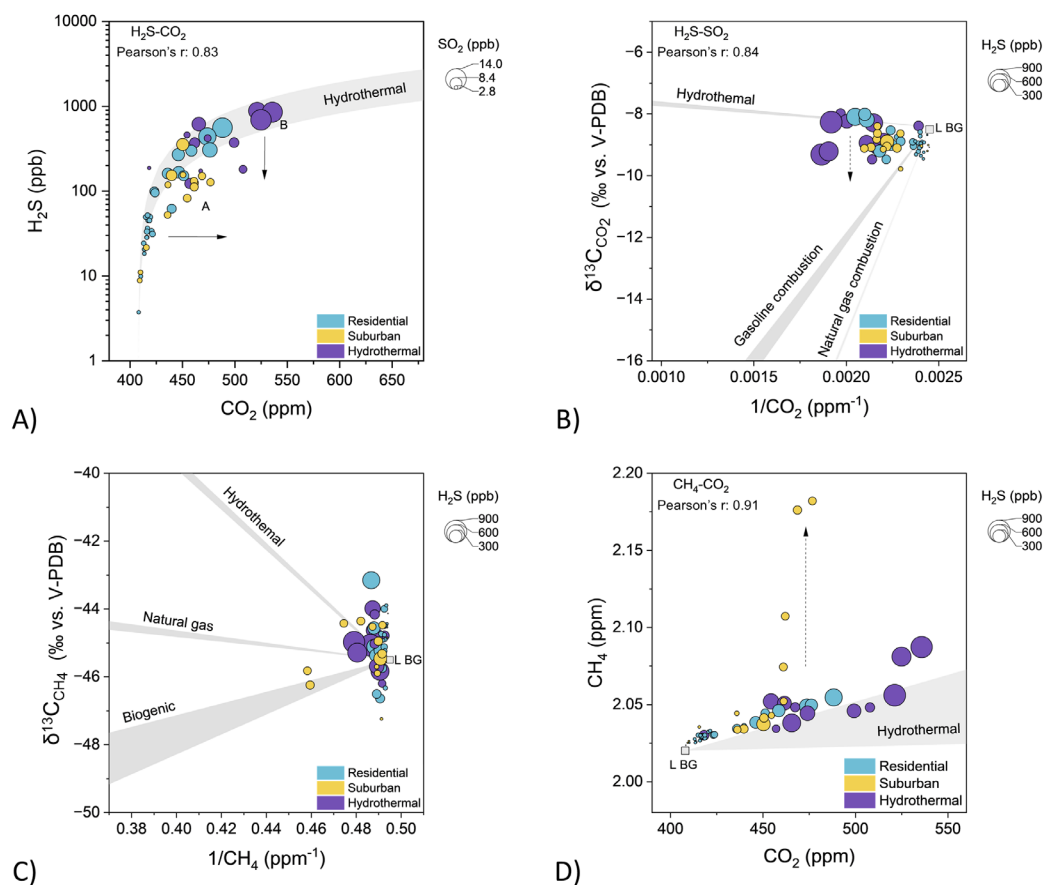 H₂S-CO₂
Pearson's r: 0.83
SO₂ (ppb)
14.0
8.4
2.8
10000
1000
100
10
1
H₂S (ppb)
Hydrothermal
B
A
Residential
Suburban
Hydrothermal
400 450 500 550 600 650
CO₂ (ppm)
A)
H₂S-SO₂
Pearson's r: 0.84
H₂S (ppb)
900
600
300
−6
−8
−10
−12
−14
−16
δ¹³C_CO₂ (‰ vs. V-PDB)
Hydrothemal
L BG
Gasoline combustion
Natural gas combustion
Residential
Suburban
Hydrothermal
0.0010 0.0015 0.0020 0.0025
1/CO₂ (ppm⁻¹)
B)
−40
−42
−44
−46
−48
−50
δ¹³C_CH₄ (‰ vs. V-PDB)
H₂S (ppb)
900
600
300
Hydrothemal
Natural gas
Biogenic
L BG
Residential
Suburban
Hydrothermal
0.38 0.40 0.42 0.44 0.46 0.48 0.50
1/CH₄ (ppm⁻¹)
C)
CH₄-CO₂
Pearson's r: 0.91
H₂S (ppb)
900
600
300
2.20
2.15
2.10
2.05
2.00
CH₄ (ppm)
Hydrothermal
L BG
Residential
Suburban
Hydrothermal
400 450 500 550
CO₂ (ppm)
D)